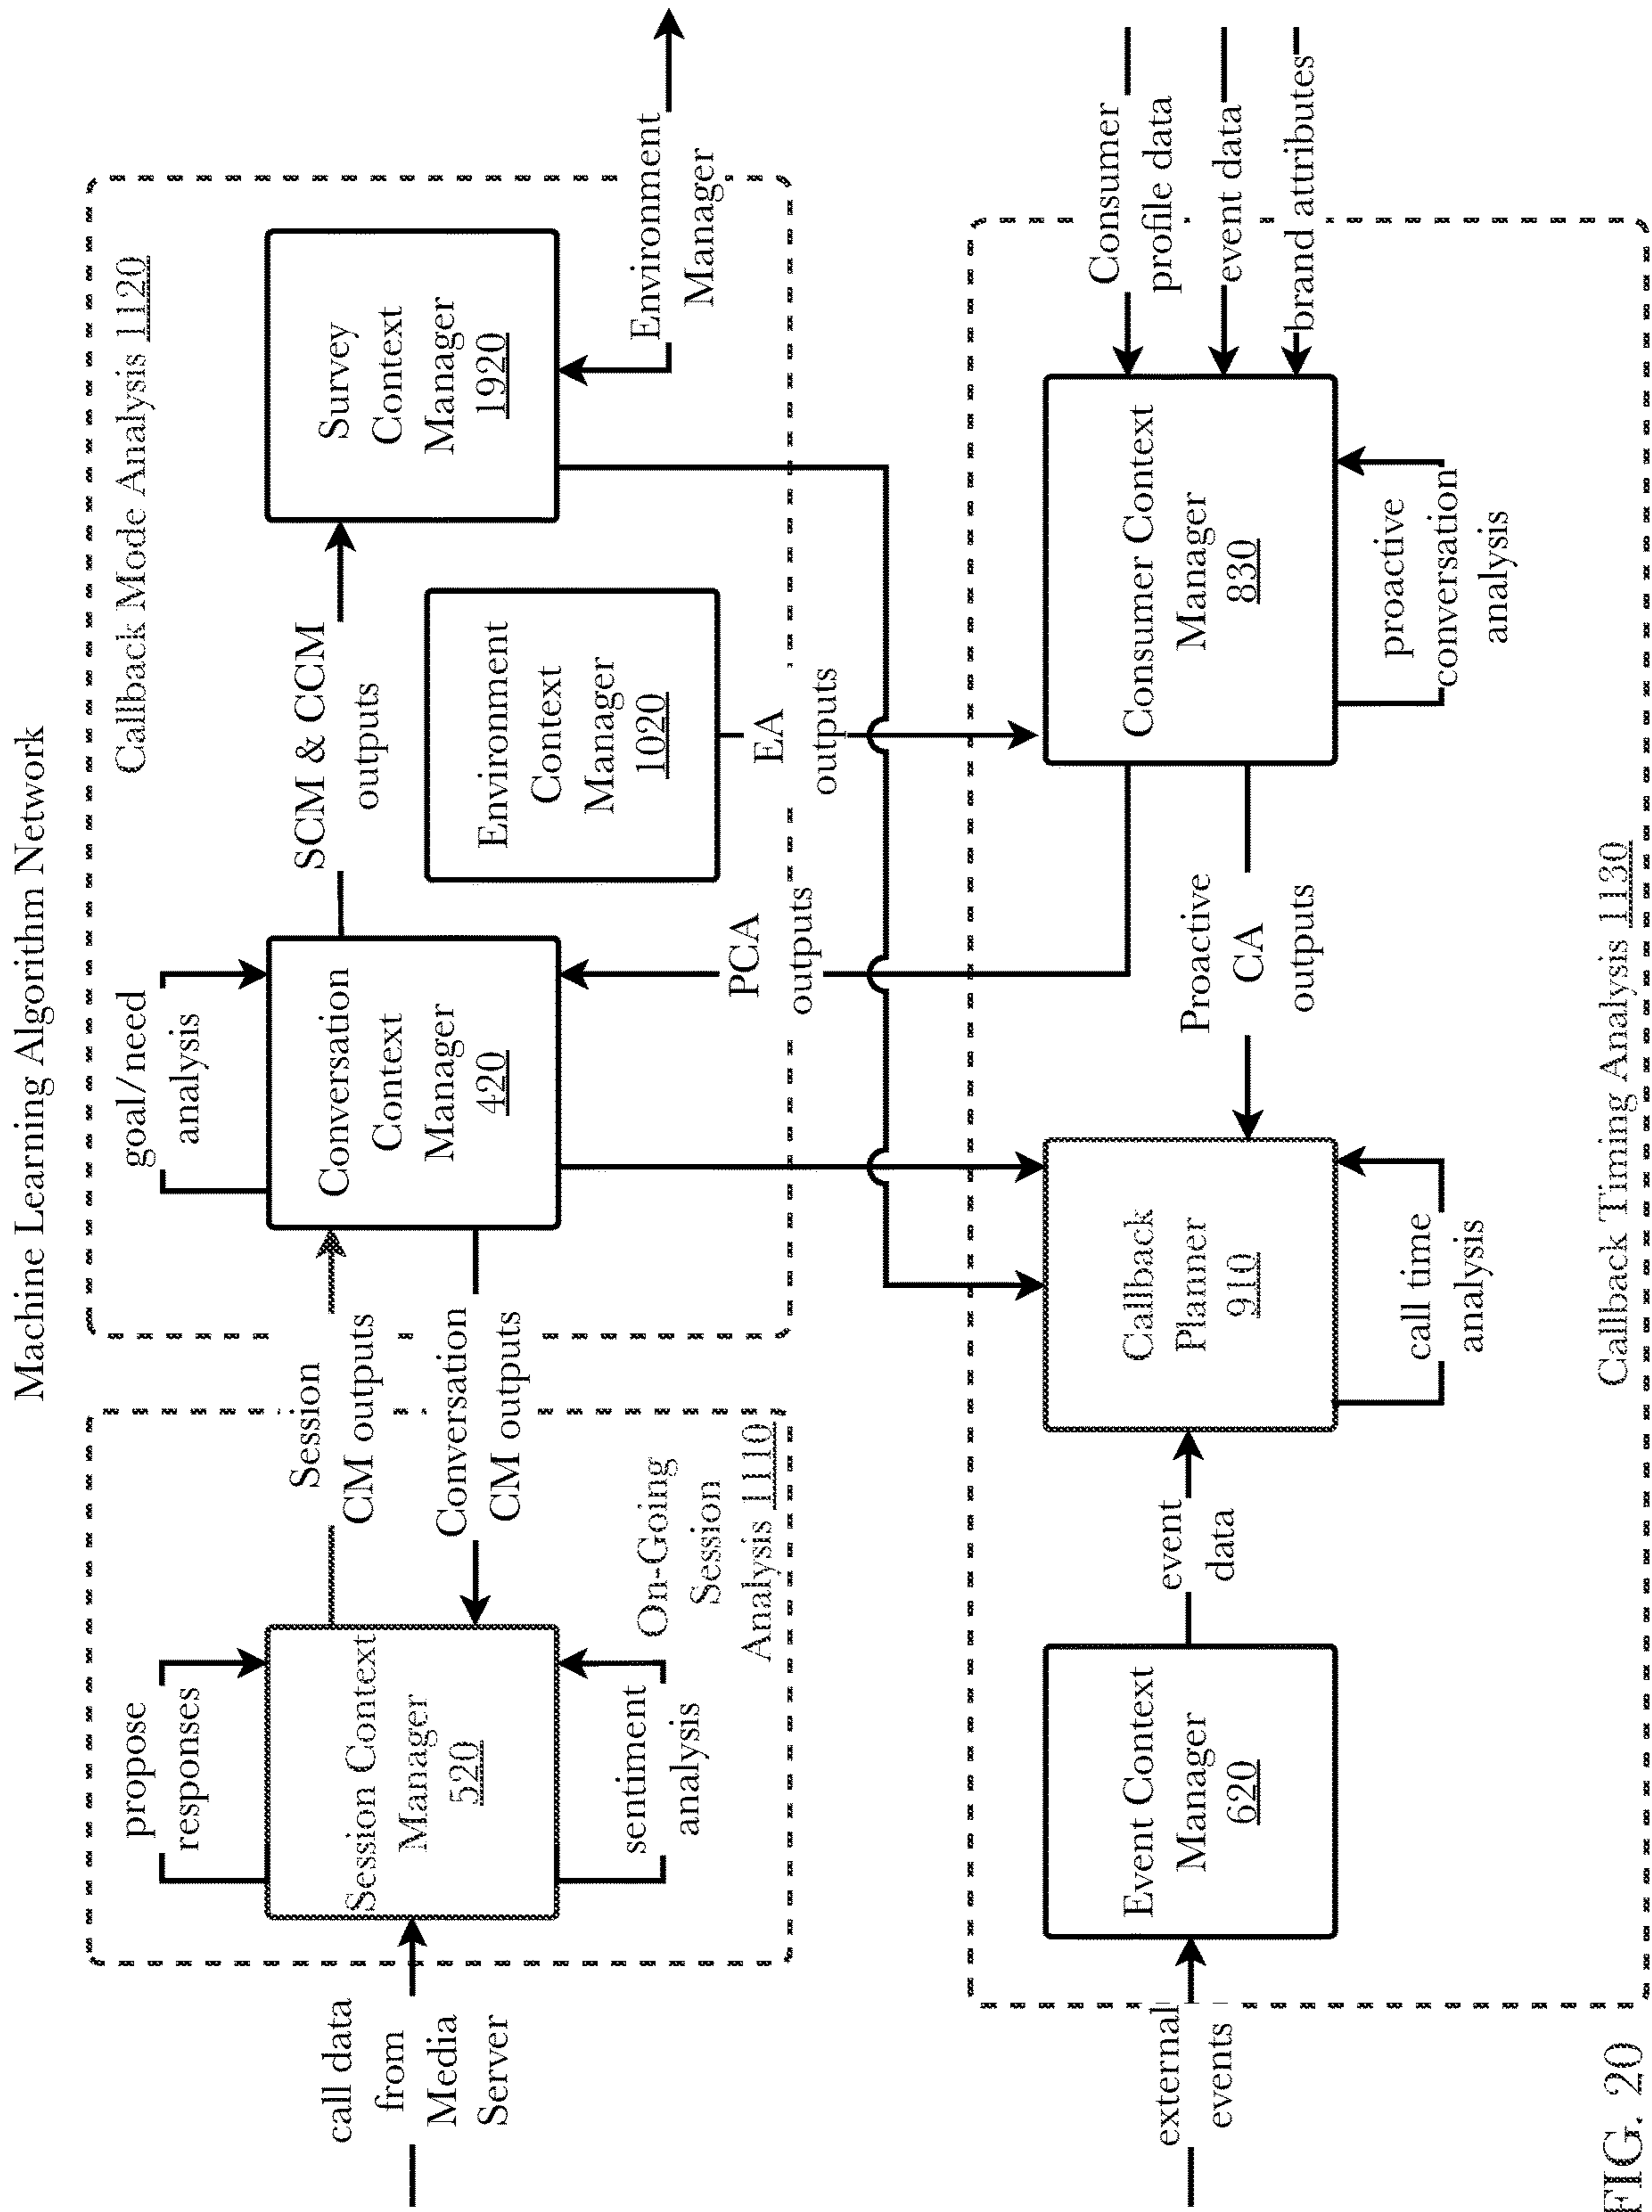 Machine Learning Algorithm Network
Callback Mode Analysis 1120
propose
responses
goal/need
analysis
call data
from
Media
Server
Session Context
Manager
520
Session
CM outputs
Conversation
CM outputs
Conversation
Context
Manager
420
SCM & CCM
outputs
Survey
Context
Manager
1920
Environment
Context
Manager
1020
Environment
Manager
sentiment
analysis
On-Going
Session
Analysis 1110
PCA
outputs
EA
outputs
external
events
Event Context
Manager
620
event
data
Callback
Planner
910
Proactive
CA
outputs
Consumer Context
Manager
830
Consumer
profile data
event data
brand attributes
call time
analysis
proactive
conversation
analysis
Callback Timing Analysis 1130
FIG. 20